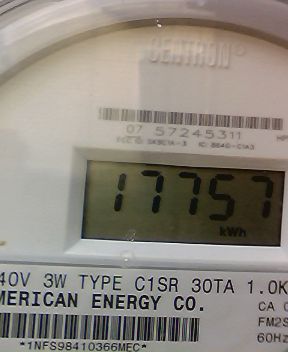 CENTRON®
07 57245311
17757
kWh
40V 3W TYPE C1SR 30TA 1.0K
MERICAN ENERGY CO.
CA
FM2S
60Hz
*1NFS98410366MEC*